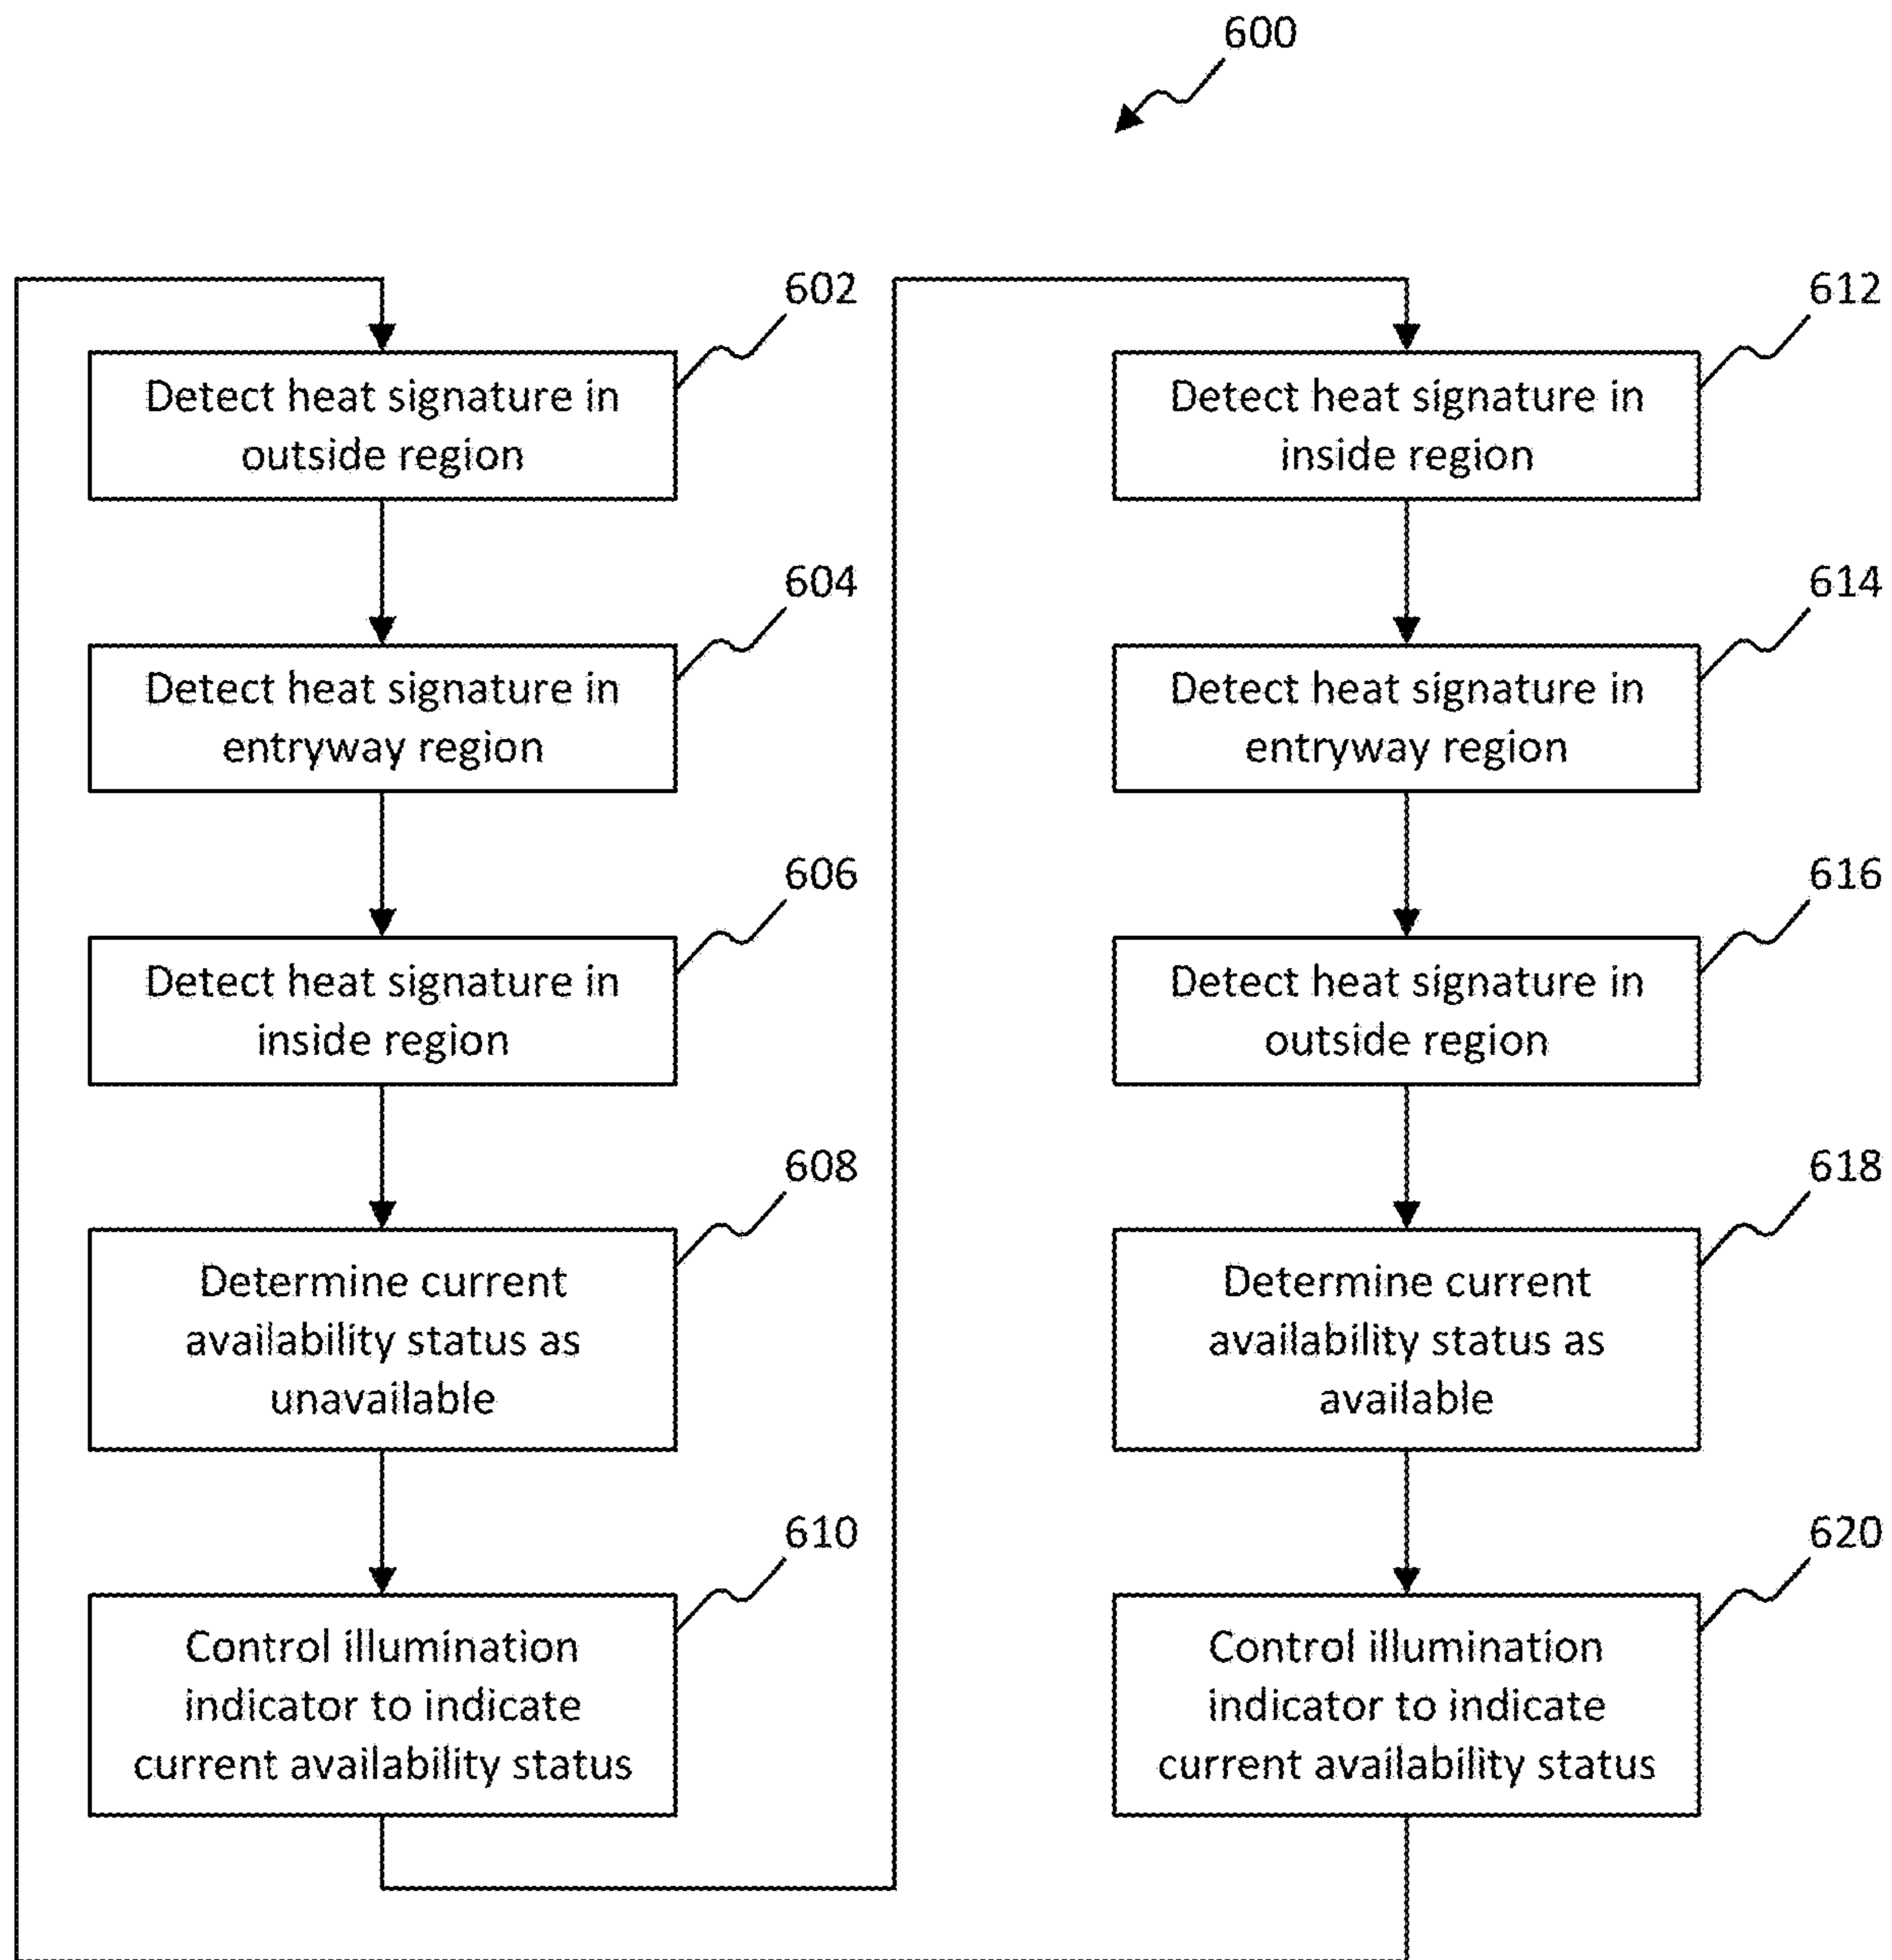 600
602
Detect heat signature in
outside region
604
Detect heat signature in
entryway region
606
Detect heat signature in
inside region
608
Determine current
availability status as
unavailable
610
Control illumination
indicator to indicate
current availability status
612
Detect heat signature in
inside region
614
Detect heat signature in
entryway region
616
Detect heat signature in
outside region
618
Determine current
availability status as
available
620
Control illumination
indicator to indicate
current availability status